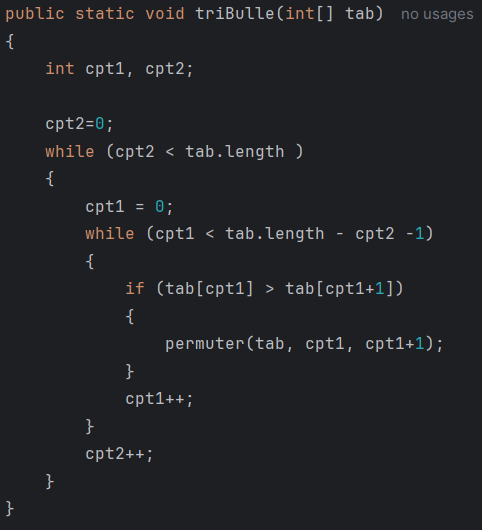 public static void triBulle(int[] tab) no usages
{
    int cpt1, cpt2;

    cpt2=0;
    while (cpt2 < tab.length )
    {
        cpt1 = 0;
        while (cpt1 < tab.length - cpt2 -1)
        {
            if (tab[cpt1] > tab[cpt1+1])
            {
                permuter(tab, cpt1, cpt1+1);
            }
            cpt1++;
        }
        cpt2++;
    }
}